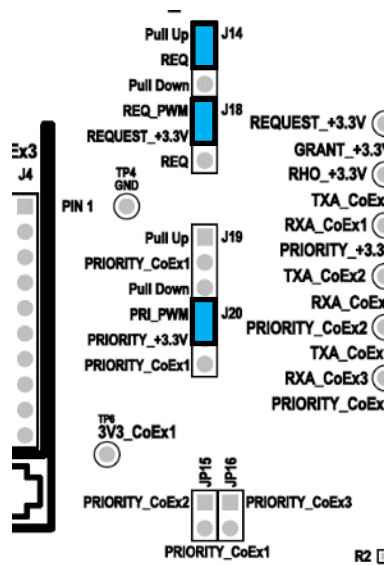 Pull Up J14
REQ
Pull Down
REQ_PWM J18
REQUEST_+3.3V
REQ
Ex3
J4
PIN 1
TP4
GND
Pull Up J19
PRIORITY_CoEx1
Pull Down
PRI_PWM J20
PRIORITY_+3.3V
PRIORITY_CoEx1
TP6
3V3_CoEx1
JP15 JP16
PRIORITY_CoEx2 PRIORITY_CoEx3
PRIORITY_CoEx1
REQUEST_+3.3V
GRANT_+3.3V
RHO_+3.3V
TXA_CoEx
RXA_CoEx1
PRIORITY_+3.3
TXA_CoEx2
RXA_CoEx
PRIORITY_CoEx2
TXA_CoEx
RXA_CoEx3
PRIORITY_CoEx
R2